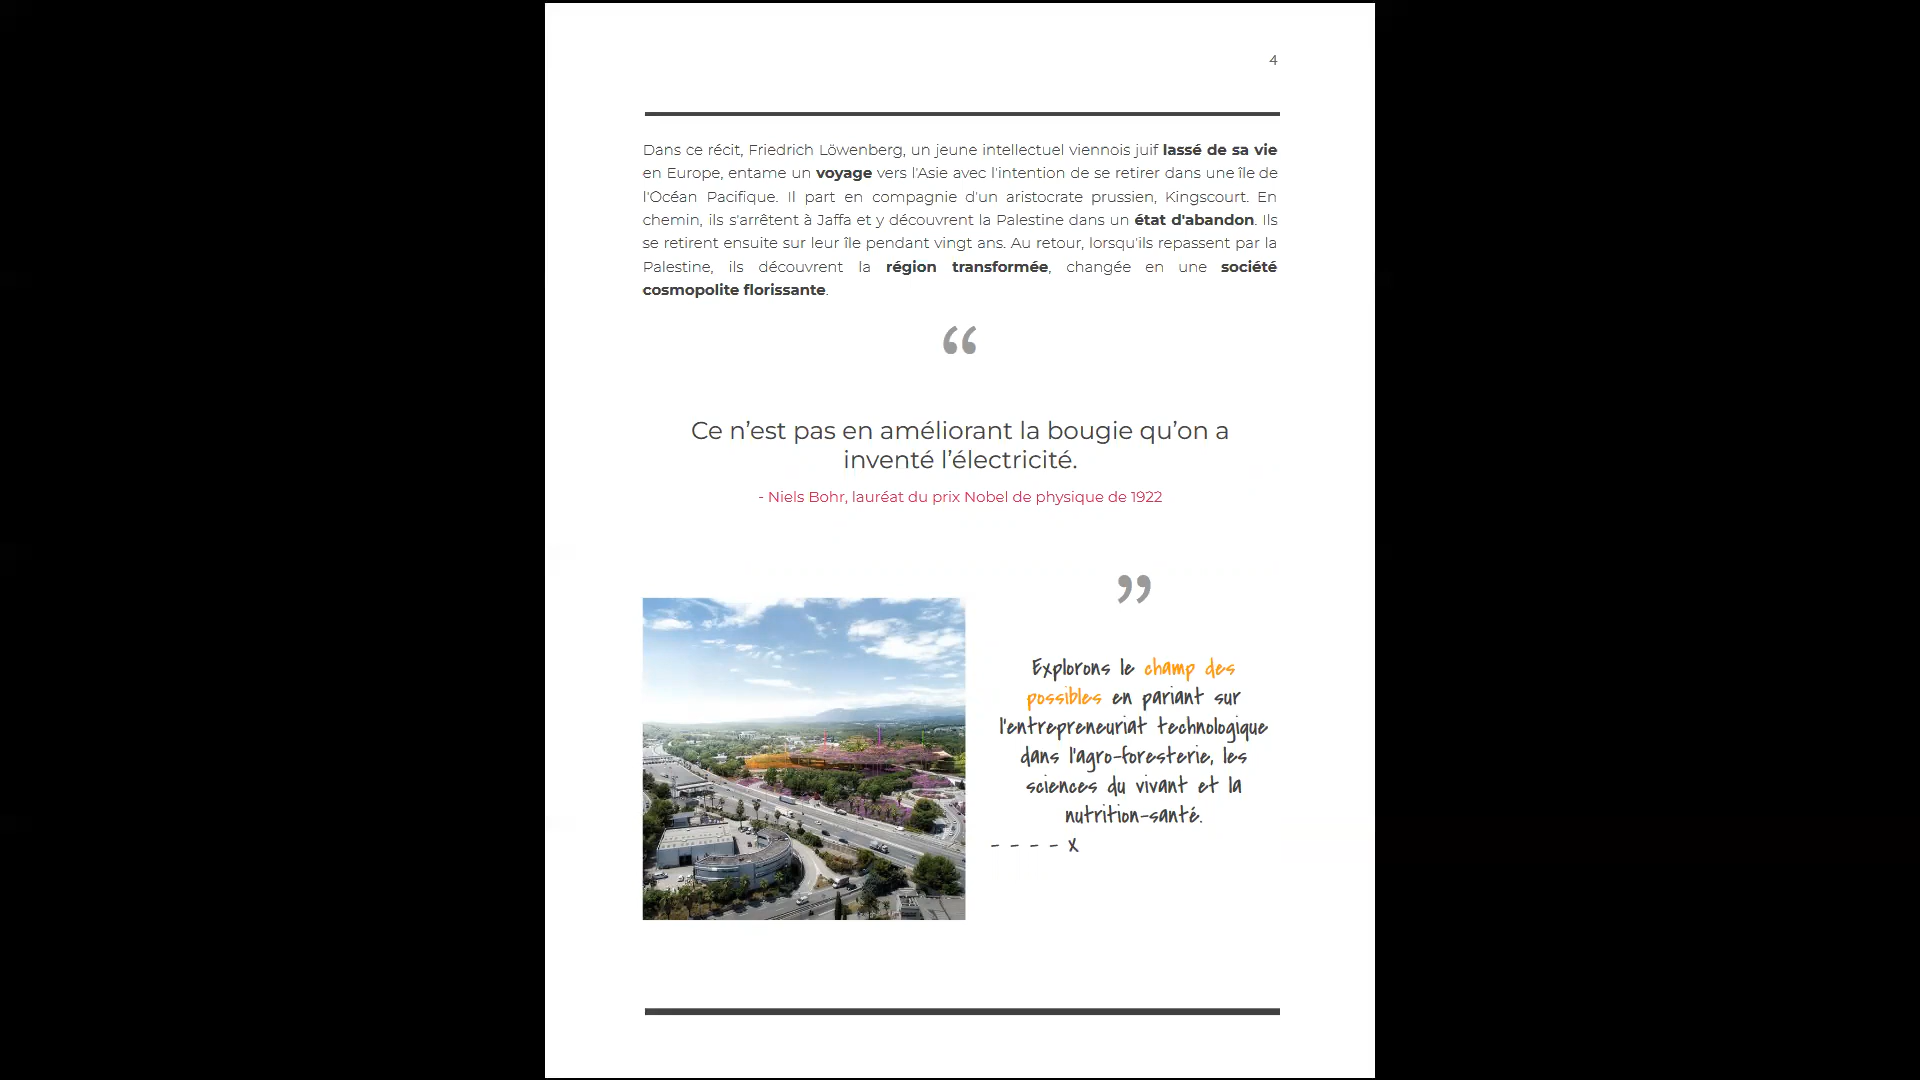 4
Dans ce récit, Friedrich Löwenberg, un jeune intellectuel viennois juif lassé de sa vie
en Europe, entame un voyage vers l'Asie avec l'intention de se retirer dans une île de
l'Océan Pacifique. Il part en compagnie d'un aristocrate prussien, Kingscourt. En
chemin, ils s'arrêtent à Jaffa et y découvrent la Palestine dans un état d'abandon. Ils
se retirent ensuite sur leur île pendant vingt ans. Au retour, lorsqu'ils repassent par la
Palestine, ils découvrent la région transformée, changée en une société
cosmopolite florissante.
“
Ce n’est pas en améliorant la bougie qu’on a
inventé l’électricité.
- Niels Bohr, lauréat du prix Nobel de physique de 1922
”
Explorons le champ des
possibles en pariant sur
l'entrepreneuriat technologique
dans l'agro-foresterie, les
sciences du vivant et la
nutrition-santé.
- - - - x